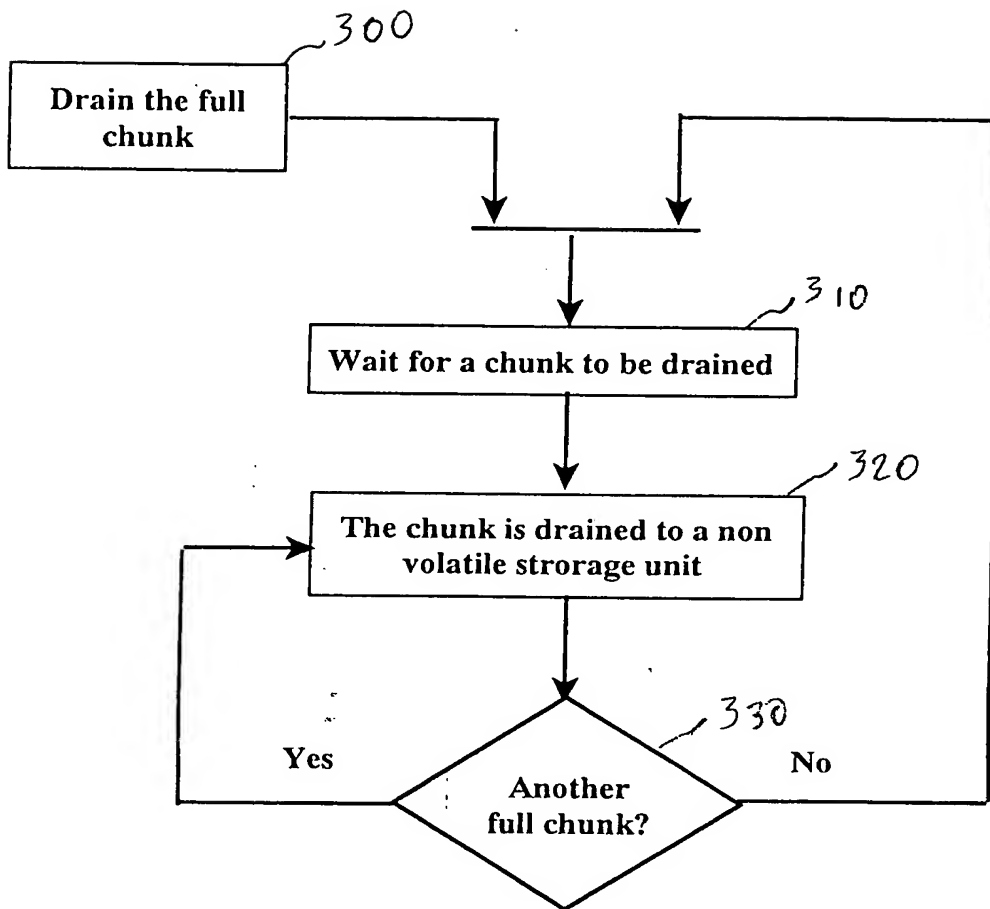 300
Drain the full
chunk
310
Wait for a chunk to be drained
320
The chunk is drained to a non
volatile strorage unit
330
Yes
No
Another
full chunk?